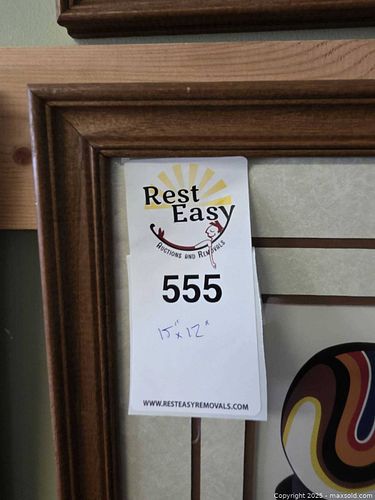 Rest
Easy
AUCTIONS AND REMOVALS
555
15" x 12"
WWW.RESTEASYREMOVALS.COM
Copyright 2025 - maxsold.com